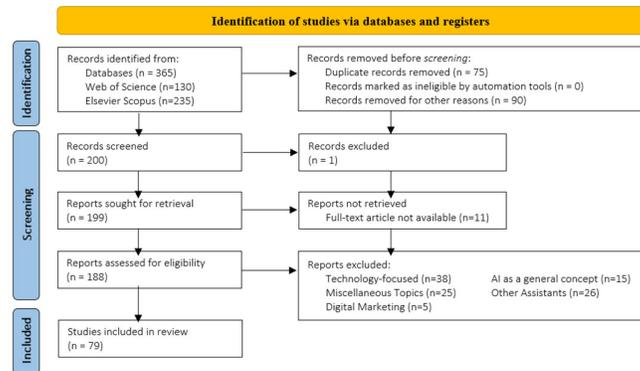 Identification of studies via databases and registers
Identification
Records identified from:
Databases (n = 365)
Web of Science (n=130)
Elsevier Scopus (n=235)
Records removed before screening:
Duplicate records removed (n = 75)
Records marked as ineligible by automation tools (n = 0)
Records removed for other reasons (n = 90)
Screening
Records screened
(n = 200)
Records excluded
(n = 1)
Reports sought for retrieval
(n = 199)
Reports not retrieved
Full-text article not available (n=11)
Reports assessed for eligibility
(n = 188)
Reports excluded:
Technology-focused (n=38) AI as a general concept (n=15)
Miscellaneous Topics (n=25) Other Assistants (n=26)
Digital Marketing (n=5)
Included
Studies included in review
(n = 79)